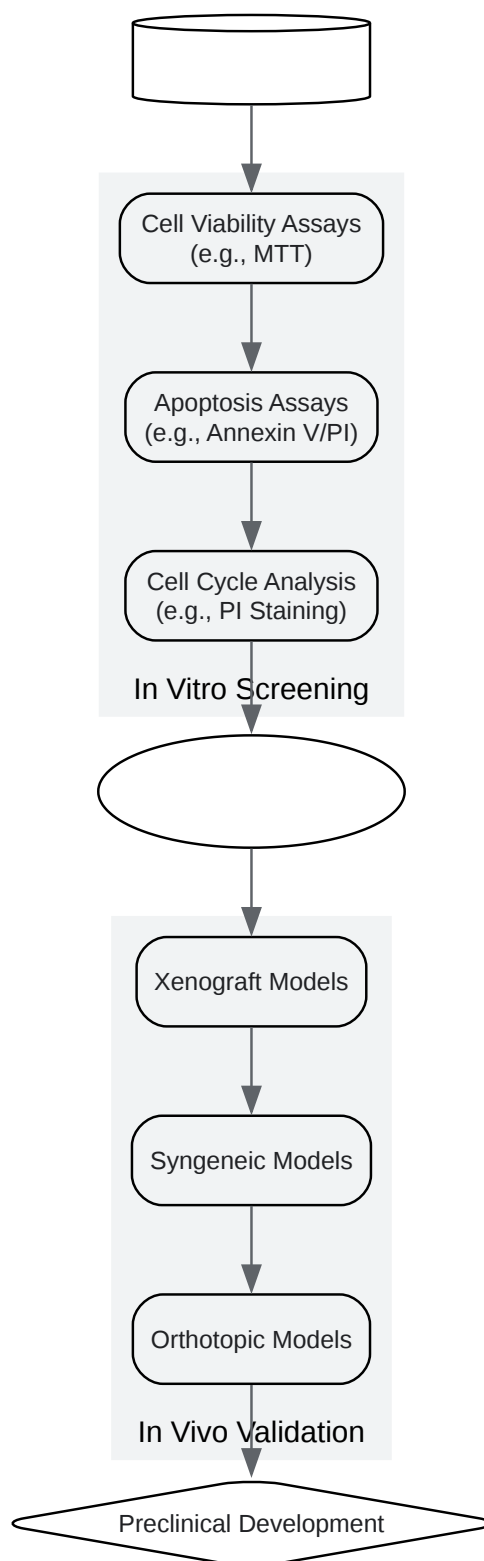 Cell Viability Assays
(e.g., MTT)
Apoptosis Assays
(e.g., Annexin V/PI)
Cell Cycle Analysis
(e.g., PI Staining)
In Vitro Screening
Xenograft Models
Syngeneic Models
Orthotopic Models
In Vivo Validation
Preclinical Development